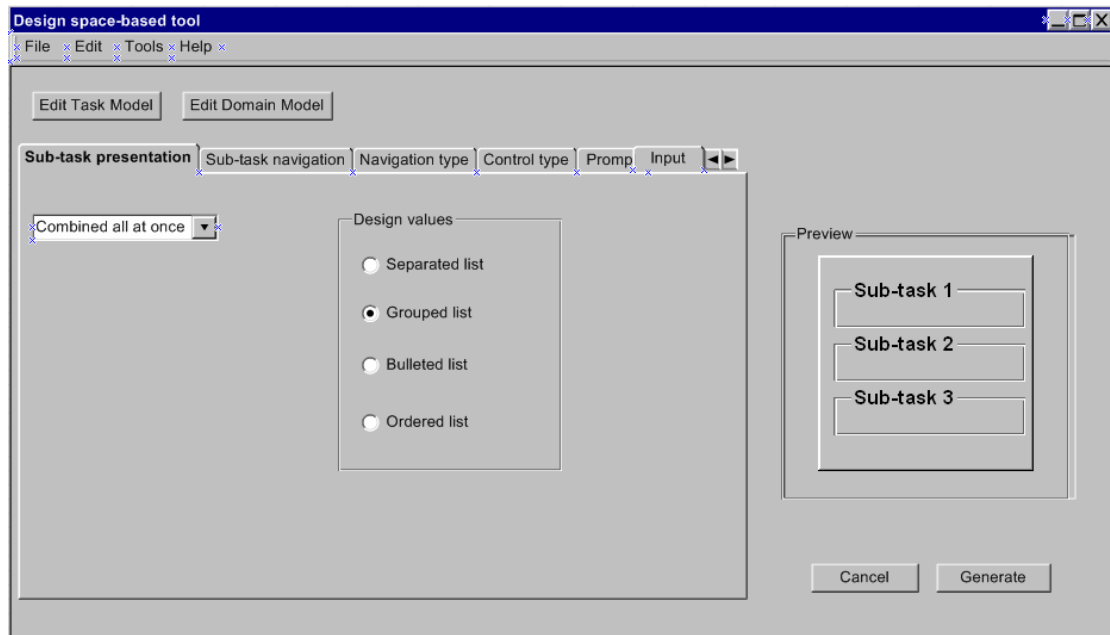 Design space-based tool
File Edit Tools Help
Edit Task Model Edit Domain Model
Sub-task presentation Sub-task navigation Navigation type Control type Promp Input
Combined all at once
Design values
Separated list
Grouped list
Bulleted list
Ordered list
Preview
Sub-task 1
Sub-task 2
Sub-task 3
Cancel Generate